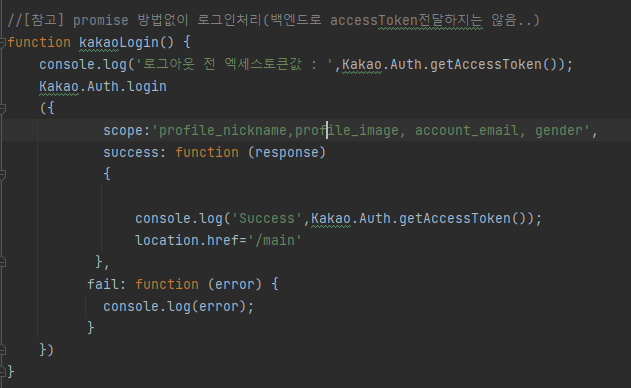 //[참고] promise 방법없이 로그인처리(백엔드로 accessToken전달하지는 않음..)
function kakaoLogin() {
console.log('로그아웃 전 엑세스토큰값 : ',Kakao.Auth.getAccessToken());
Kakao.Auth.login
({
scope:'profile_nickname,profile_image, account_email, gender',
success: function (response)
{
console.log('Success',Kakao.Auth.getAccessToken());
location.href='/main'
},
fail: function (error) {
console.log(error);
}
})
}